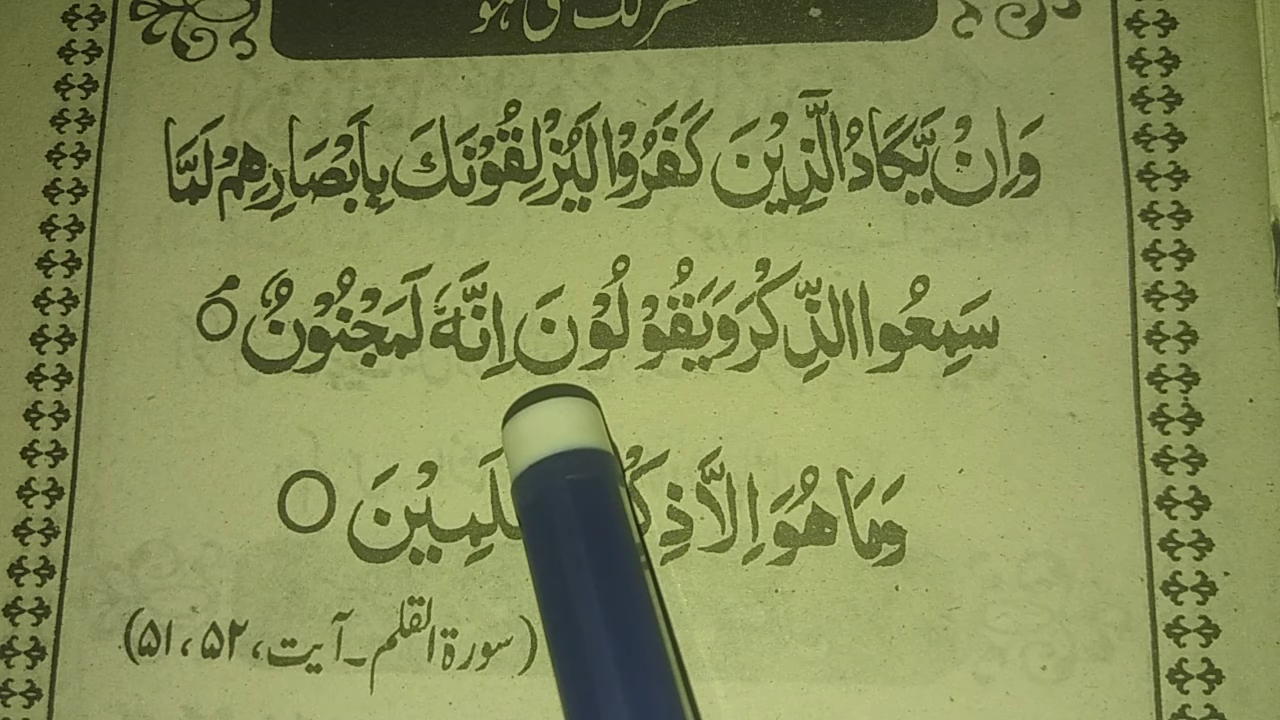 وَاِنْ يَّكَادُ الَّذِيْنَ كَفَرُوْا لَيُزْلِقُوْنَكَ بِاَبْصَارِهِمْ لَمَّا
سَمِعُوا الذِّكْرَ وَيَقُوْلُوْنَ اِنَّهٗ لَمَجْنُوْنٌ ۘ
وَمَا هُوَ اِلَّا
(سورۃ القلم۔ آیت، ۵۲، ۵۱)